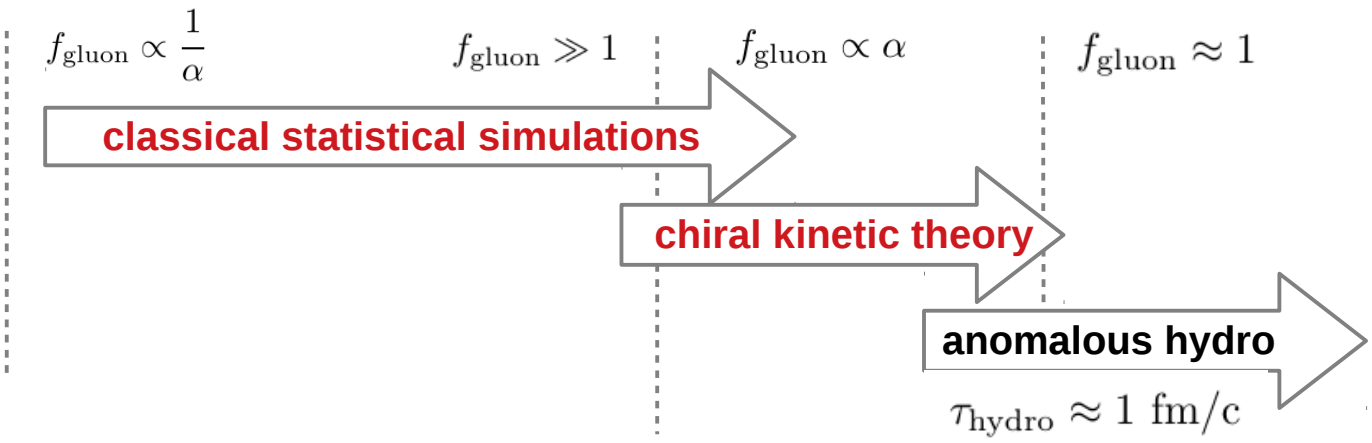 f_gluon ∝ 1/α
f_gluon ≫ 1
f_gluon ∝ α
f_gluon ≈ 1
classical statistical simulations
chiral kinetic theory
anomalous hydro
τ_hydro ≈ 1 fm/c